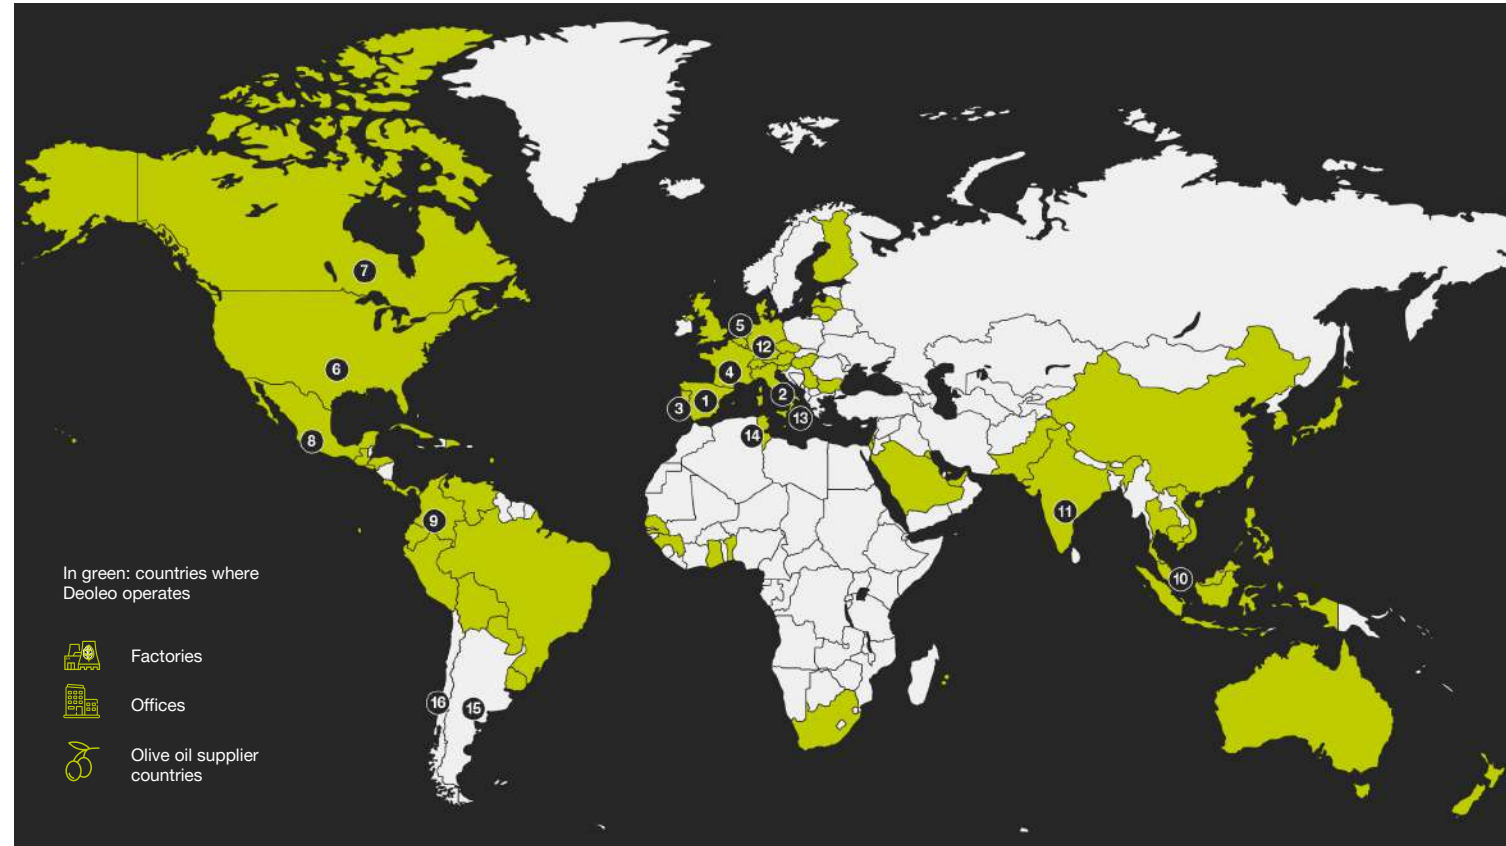 7
5
12
6
4
2
1
3
13
14
8
11
9
10
In green: countries where
Deoleo operates
Factories
16
15
Offices
Olive oil supplier
countries